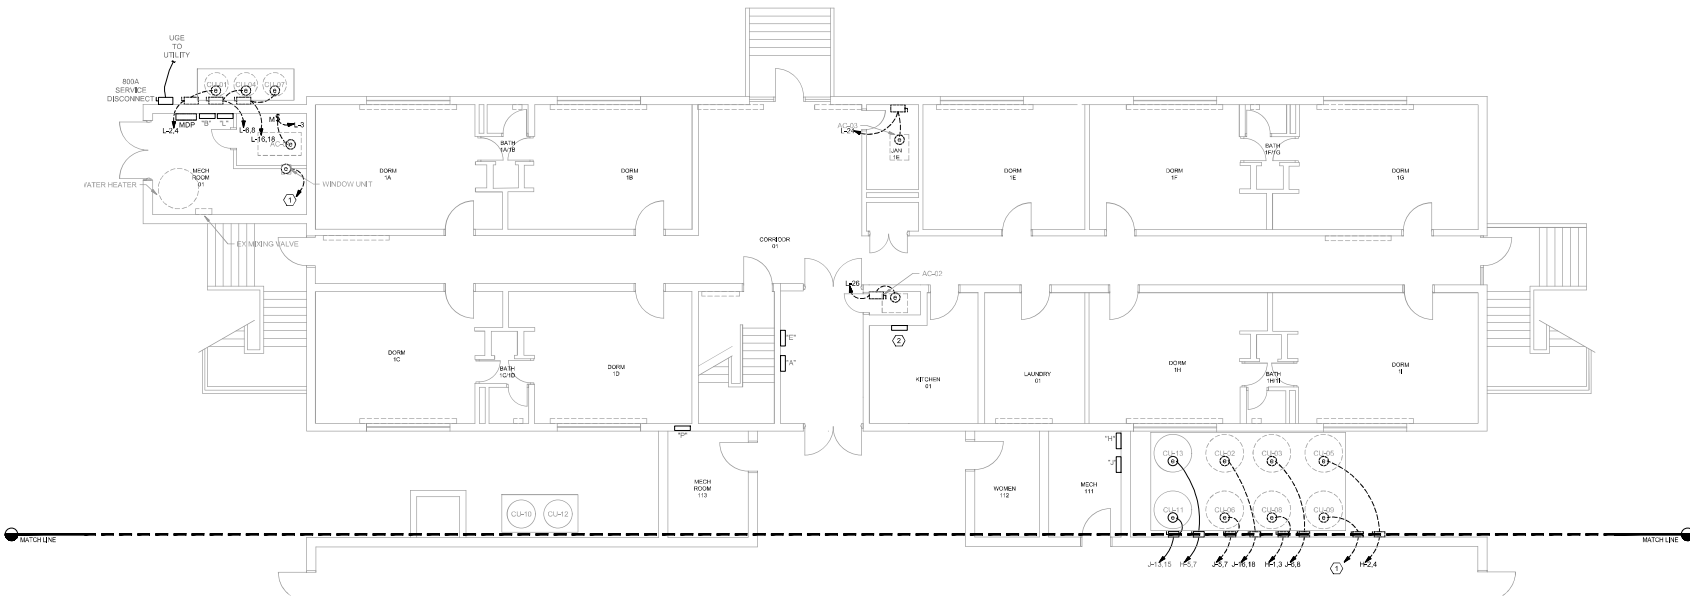 UGE
TO
UTILITY
800A
SERVICE
DISCONNECT
CU-01
CU-04
CU-07
L-2,4
MDP
"B"
"L"
L-6,8
L-16,18
L-3
MECH
ROOM
01
WATER HEATER
WINDOW UNIT
1
EX MIXING VALVE
DORM
1A
BATH
1A/1B
DORM
1B
CORRIDOR
01
AC-03
L-24
JAN
1E
DORM
1E
DORM
1F
BATH
1F/1G
DORM
1G
AC-02
L-26
2
DORM
1C
BATH
1C/1D
DORM
1D
"E"
"A"
KITCHEN
01
LAUNDRY
01
DORM
1H
BATH
1H/1I
DORM
1I
"F"
MECH
ROOM
113
WOMEN
112
MECH
111
"H"
"J"
CU-13
CU-02
CU-03
CU-05
CU-10
CU-12
CU-11
CU-06
CU-08
CU-09
MATCH LINE
MATCH LINE
J-13,15
H-5,7
J-5,7
J-16,18
H-1,3
J-6,8
1
H-2,4